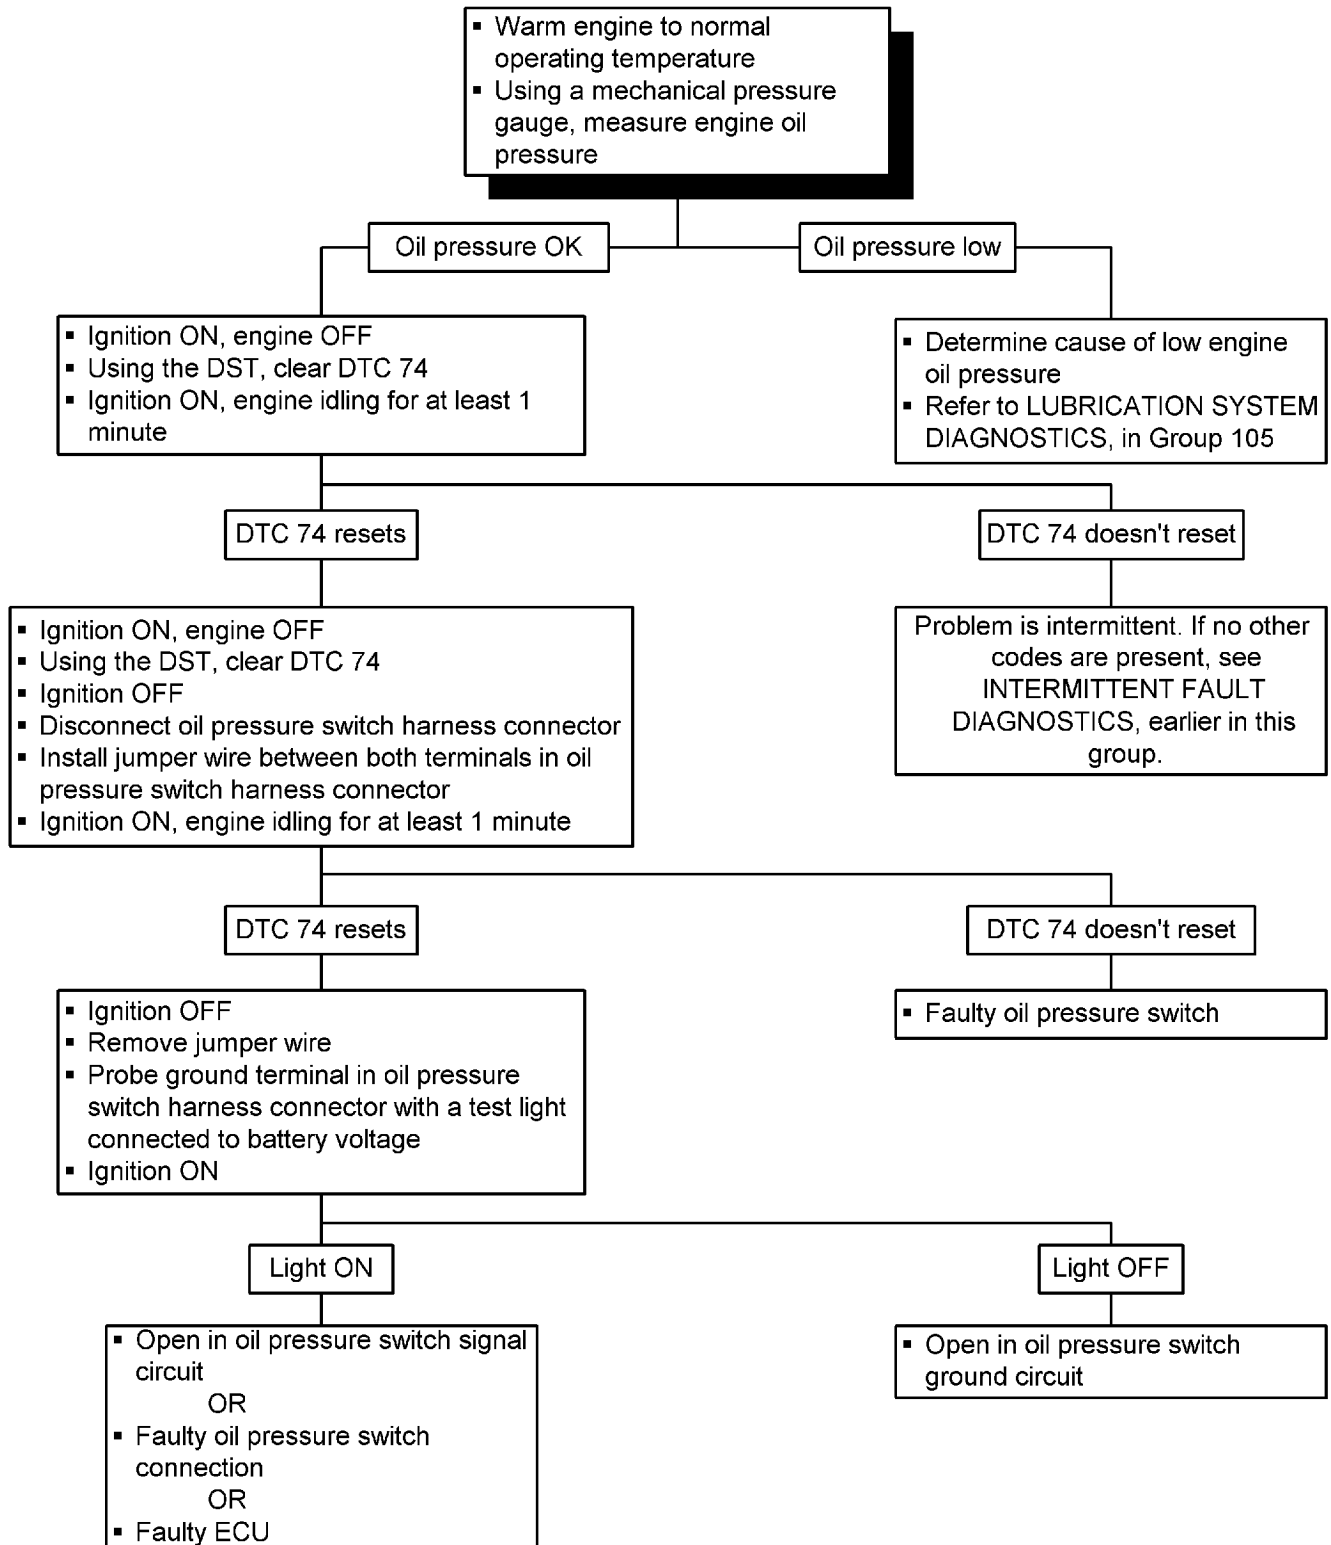 ▪ Warm engine to normal
operating temperature
▪ Using a mechanical pressure
gauge, measure engine oil
pressure
Oil pressure OK
Oil pressure low
▪ Ignition ON, engine OFF
▪ Using the DST, clear DTC 74
▪ Ignition ON, engine idling for at least 1
minute
▪ Determine cause of low engine
oil pressure
▪ Refer to LUBRICATION SYSTEM
DIAGNOSTICS, in Group 105
DTC 74 resets
DTC 74 doesn't reset
▪ Ignition ON, engine OFF
▪ Using the DST, clear DTC 74
▪ Ignition OFF
▪ Disconnect oil pressure switch harness connector
▪ Install jumper wire between both terminals in oil
pressure switch harness connector
▪ Ignition ON, engine idling for at least 1 minute
Problem is intermittent. If no other
codes are present, see
INTERMITTENT FAULT
DIAGNOSTICS, earlier in this
group.
DTC 74 resets
DTC 74 doesn't reset
▪ Ignition OFF
▪ Remove jumper wire
▪ Probe ground terminal in oil pressure
switch harness connector with a test light
connected to battery voltage
▪ Ignition ON
▪ Faulty oil pressure switch
Light ON
Light OFF
▪ Open in oil pressure switch signal
circuit
OR
▪ Faulty oil pressure switch
connection
OR
▪ Faulty ECU
▪ Open in oil pressure switch
ground circuit